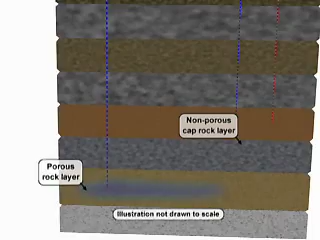 Non-porous
cap rock layer
Porous
rock layer
Illustration not drawn to scale